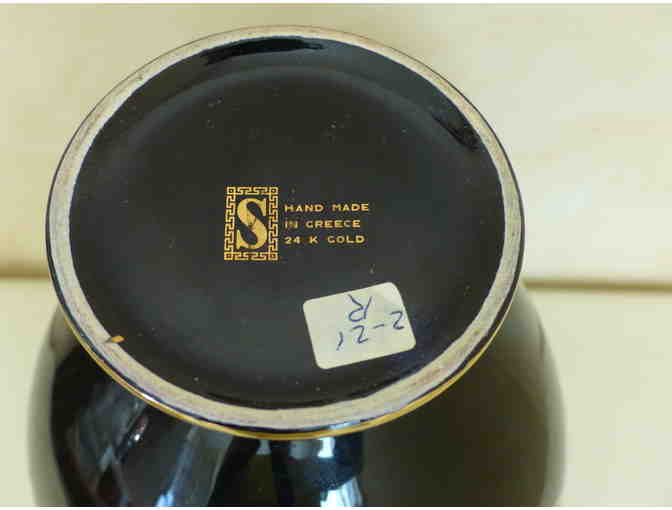 S
HAND MADE
IN GREECE
24 K GOLD
2-21
R